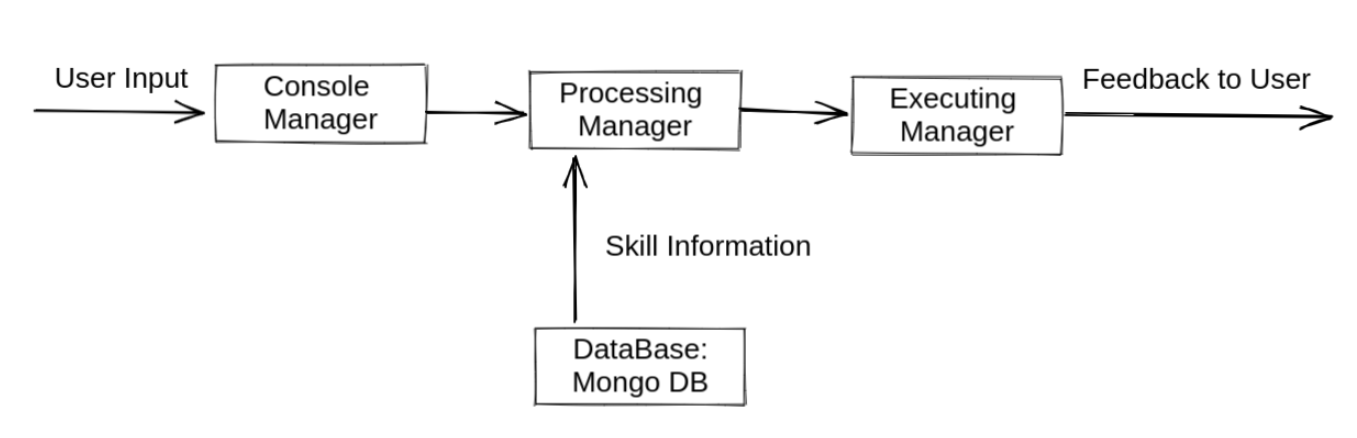 User Input
Console
Manager
Processing
Manager
Executing
Manager
Feedback to User
Skill Information
DataBase:
Mongo DB